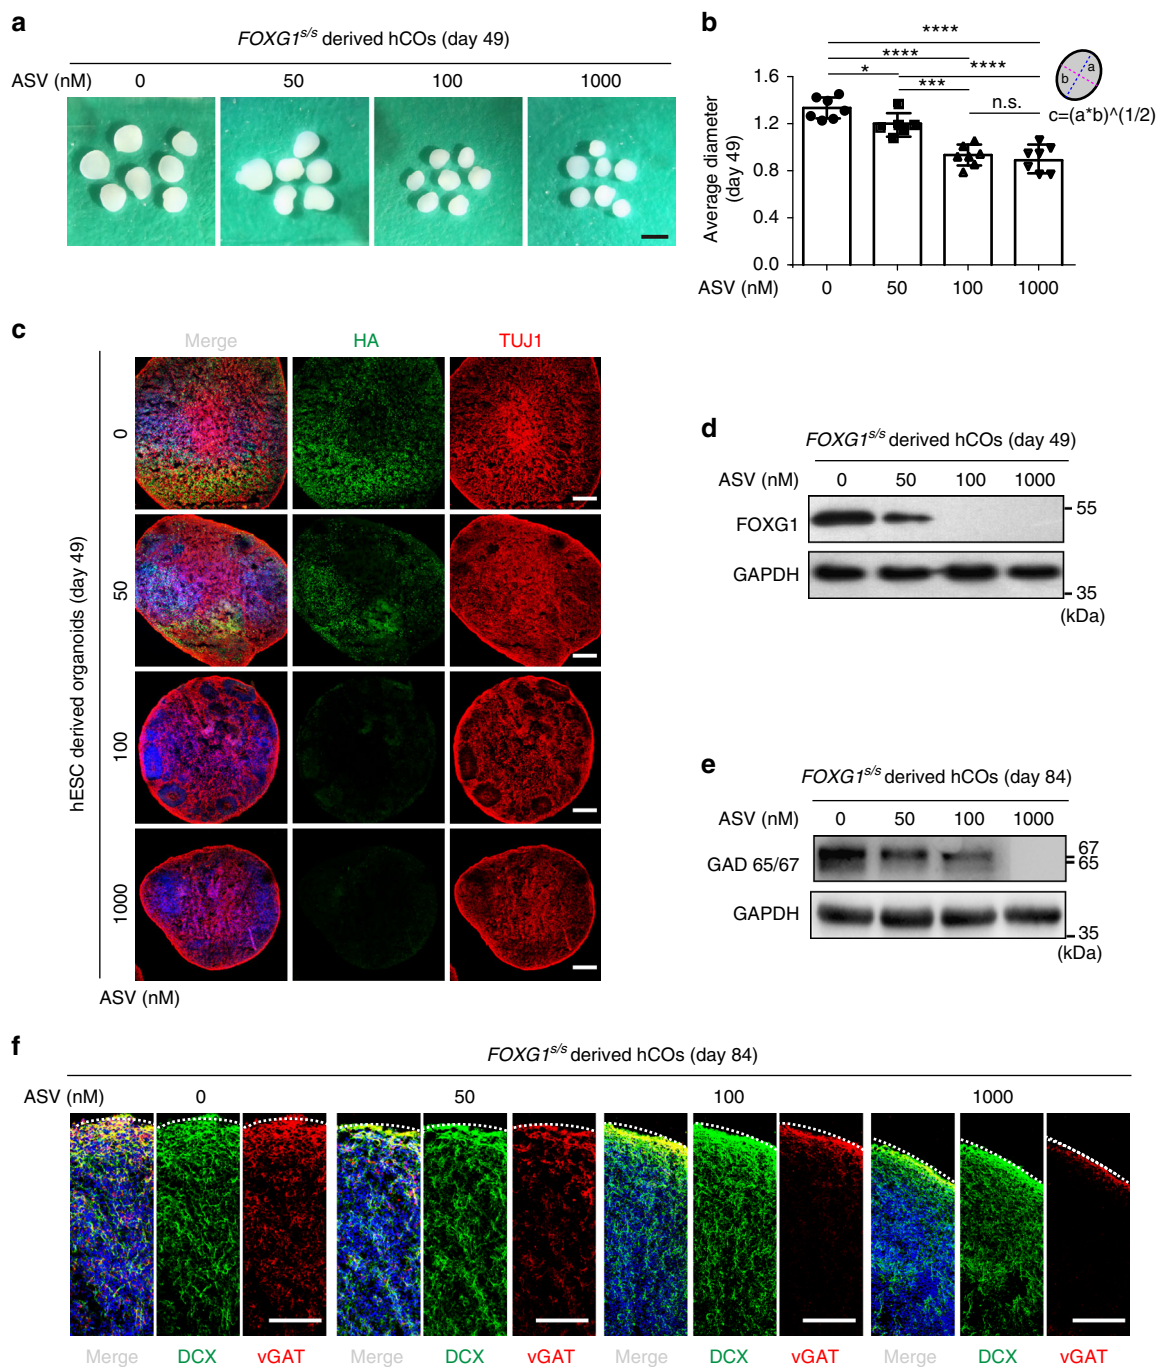 a
FOXG1s/s derived hCOs (day 49)
ASV (nM) 0 50 100 1000
b
**** 
**** 
* ****
***
n.s.
a
b
c=(a*b)^(1/2)
Average diameter
(day 49)
1.6
1.2
0.8
0.4
0.0
ASV (nM) 0 50 100 1000
c
Merge HA TUJ1
hESC derived organoids (day 49)
0
50
100
1000
ASV (nM)
d
FOXG1s/s derived hCOs (day 49)
ASV (nM) 0 50 100 1000
FOXG1 55
GAPDH
35
(kDa)
e
FOXG1s/s derived hCOs (day 84)
ASV (nM) 0 50 100 1000
GAD 65/67 67
65
GAPDH
35
(kDa)
f
FOXG1s/s derived hCOs (day 84)
ASV (nM) 0 50 100 1000
Merge DCX vGAT Merge DCX vGAT Merge DCX vGAT Merge DCX vGAT